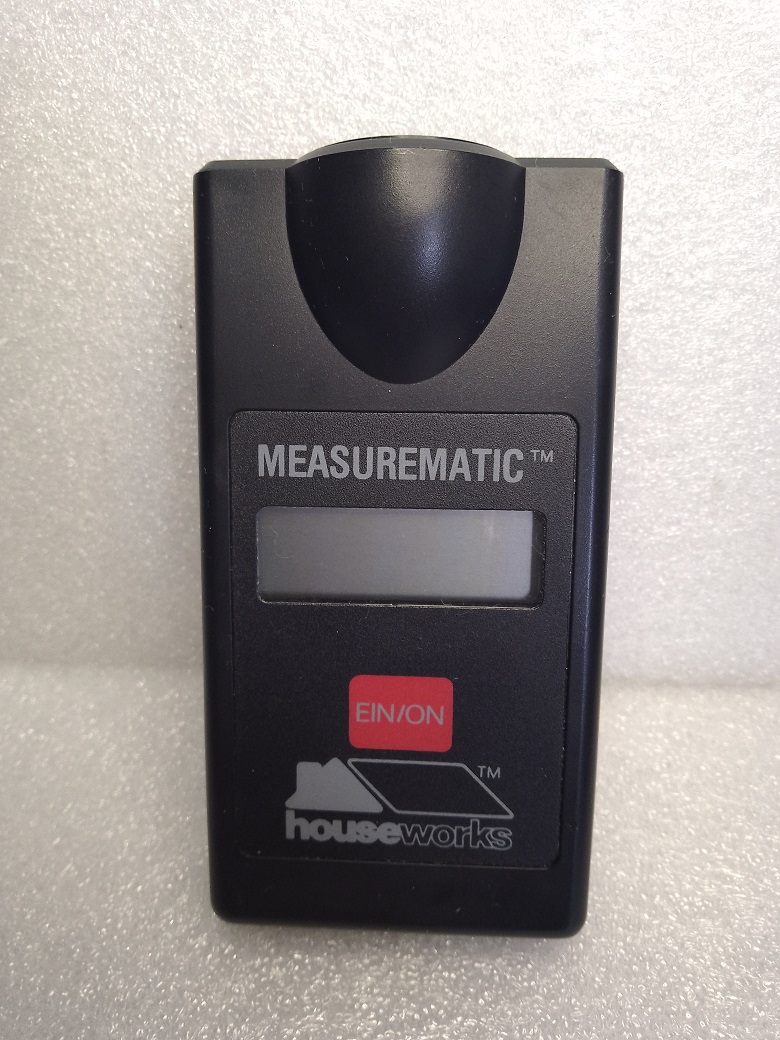 MEASUREMATIC™
EIN/ON
TM
houseworks